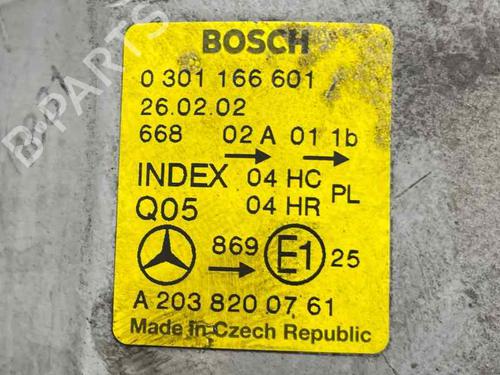 BOSCH
0 301 166 601
26.02.02
668 02 A 01 1b
INDEX 04 HC PL
Q05 04 HR
869 E1 25
A 203 820 07 61
Made in Czech Republic